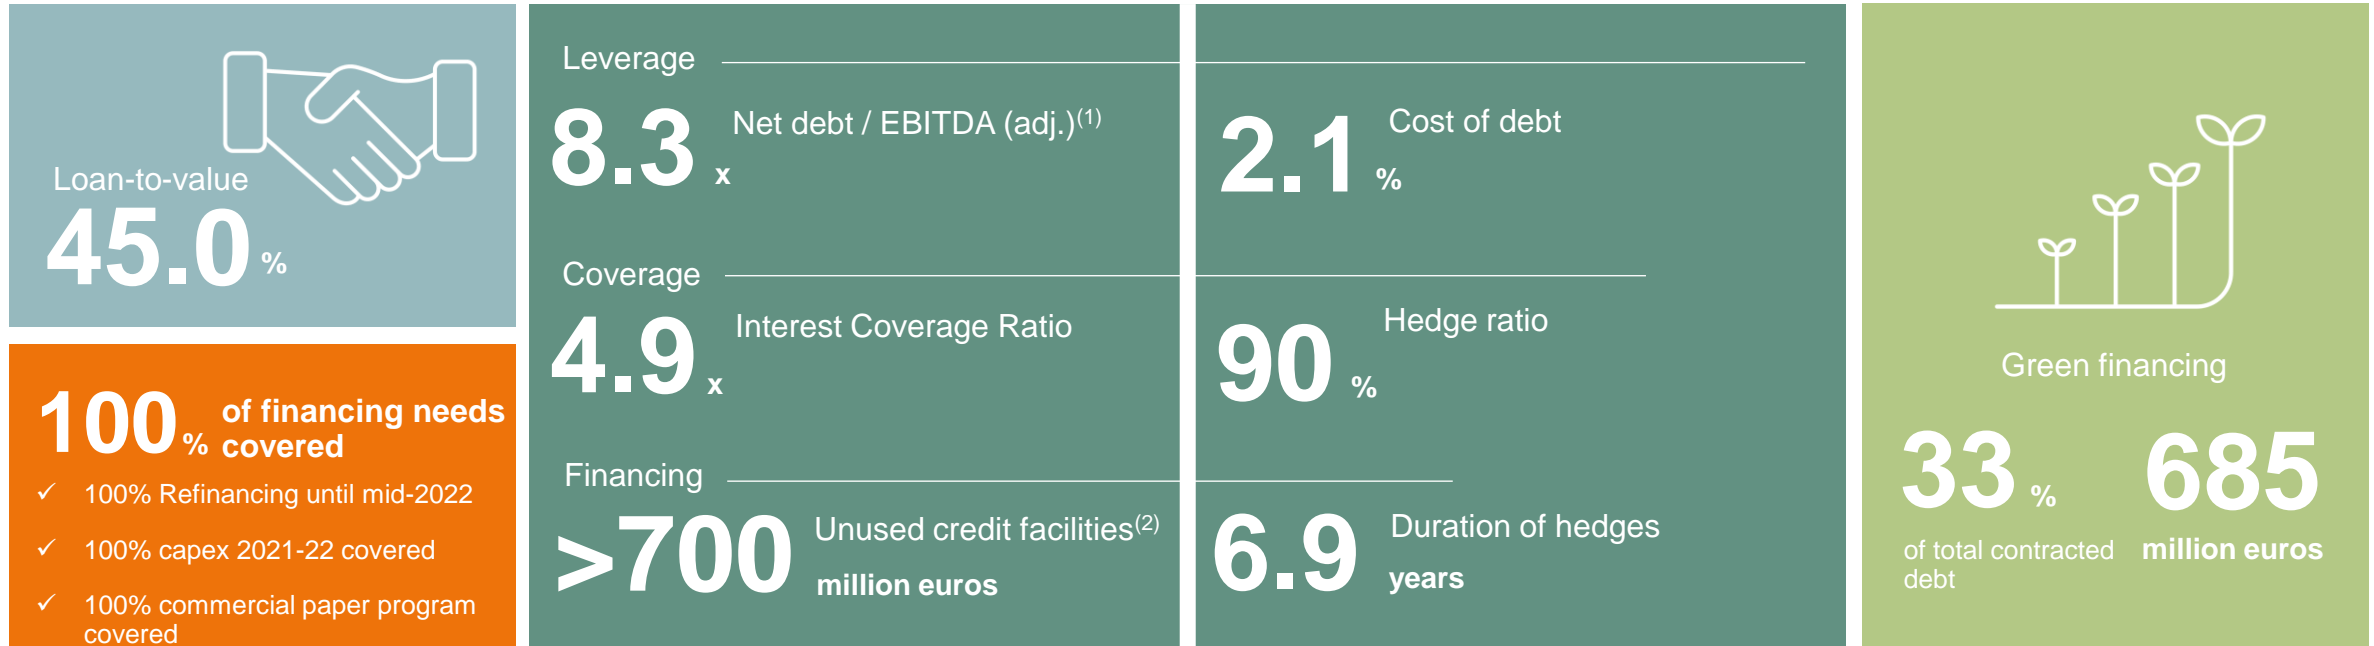 Loan-to-value
45.0 %
100 % of financing needs
covered
✓ 100% Refinancing until mid-2022
✓ 100% capex 2021-22 covered
✓ 100% commercial paper program
covered
Leverage
8.3 x Net debt / EBITDA (adj.)(1)
2.1 % Cost of debt
Coverage
4.9 x Interest Coverage Ratio
90 % Hedge ratio
Financing
>700 Unused credit facilities(2)
million euros
6.9 Duration of hedges
years
Green financing
33 %
of total contracted
debt
685
million euros